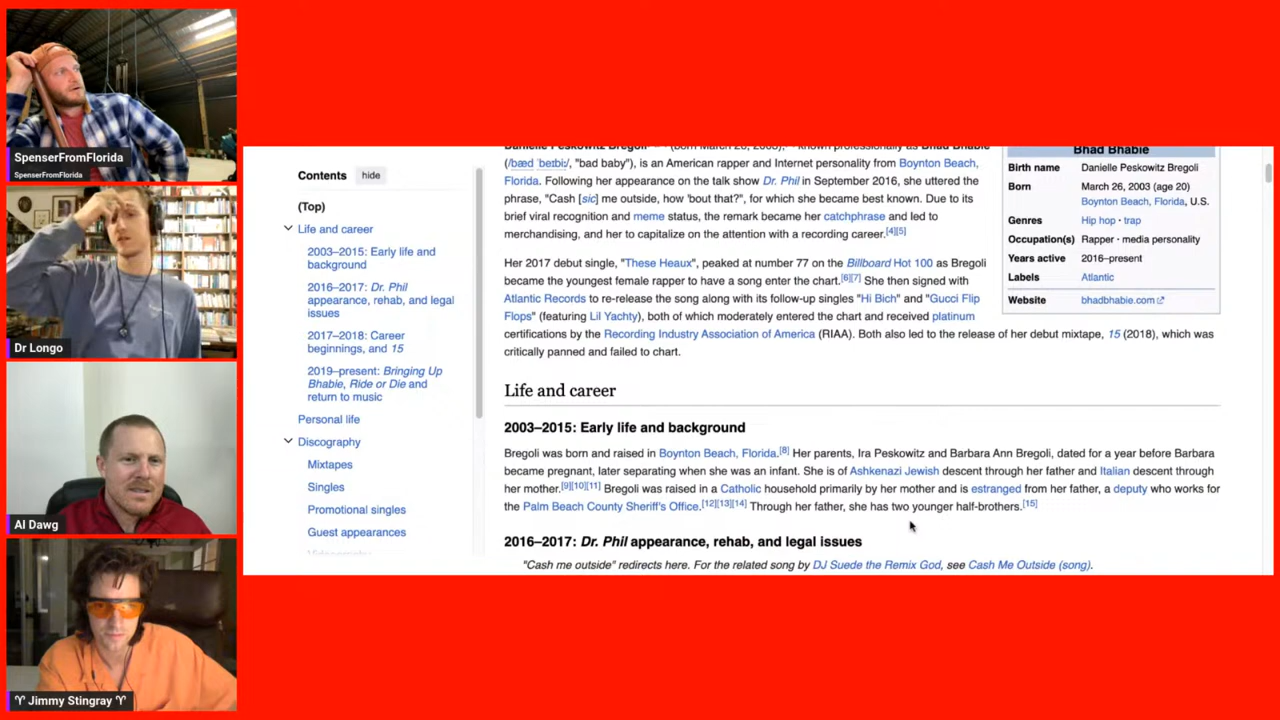 SpenserFromFlorida
SpenserFromFlorida
Dr Longo
Al Dawg
♈ Jimmy Stingray ♈
Contents hide
(Top)
Life and career
2003–2015: Early life and
background
2016–2017: Dr. Phil
appearance, rehab, and legal
issues
2017–2018: Career
beginnings, and 15
2019–present: Bringing Up
Bhabie, Ride or Die and
return to music
Personal life
Discography
Mixtapes
Singles
Promotional singles
Guest appearances
Videography
Danielle Peskowitz Bregoli (born March 26, 2003), known professionally as Bhad Bhabie
(/bæd ˈbeɪbiː/, "bad baby"), is an American rapper and Internet personality from Boynton Beach,
Florida. Following her appearance on the talk show Dr. Phil in September 2016, she uttered the
phrase, "Cash [sic] me outside, how 'bout that?", for which she became best known. Due to its
brief viral recognition and meme status, the remark became her catchphrase and led to
merchandising, and her to capitalize on the attention with a recording career.[4][5]
Her 2017 debut single, "These Heaux", peaked at number 77 on the Billboard Hot 100 as Bregoli
became the youngest female rapper to have a song enter the chart.[6][7] She then signed with
Atlantic Records to re-release the song along with its follow-up singles "Hi Bich" and "Gucci Flip
Flops" (featuring Lil Yachty), both of which moderately entered the chart and received platinum
certifications by the Recording Industry Association of America (RIAA). Both also led to the release of her debut mixtape, 15 (2018), which was
critically panned and failed to chart.
Bhad Bhabie
Birth name Danielle Peskowitz Bregoli
Born March 26, 2003 (age 20)
Boynton Beach, Florida, U.S.
Genres Hip hop · trap
Occupation(s) Rapper · media personality
Years active 2016–present
Labels Atlantic
Website bhadbhabie.com
Life and career
2003–2015: Early life and background
Bregoli was born and raised in Boynton Beach, Florida.[8] Her parents, Ira Peskowitz and Barbara Ann Bregoli, dated for a year before Barbara
became pregnant, later separating when she was an infant. She is of Ashkenazi Jewish descent through her father and Italian descent through
her mother.[9][10][11] Bregoli was raised in a Catholic household primarily by her mother and is estranged from her father, a deputy who works for
the Palm Beach County Sheriff's Office.[12][13][14] Through her father, she has two younger half-brothers.[15]
2016–2017: Dr. Phil appearance, rehab, and legal issues
"Cash me outside" redirects here. For the related song by DJ Suede the Remix God, see Cash Me Outside (song).